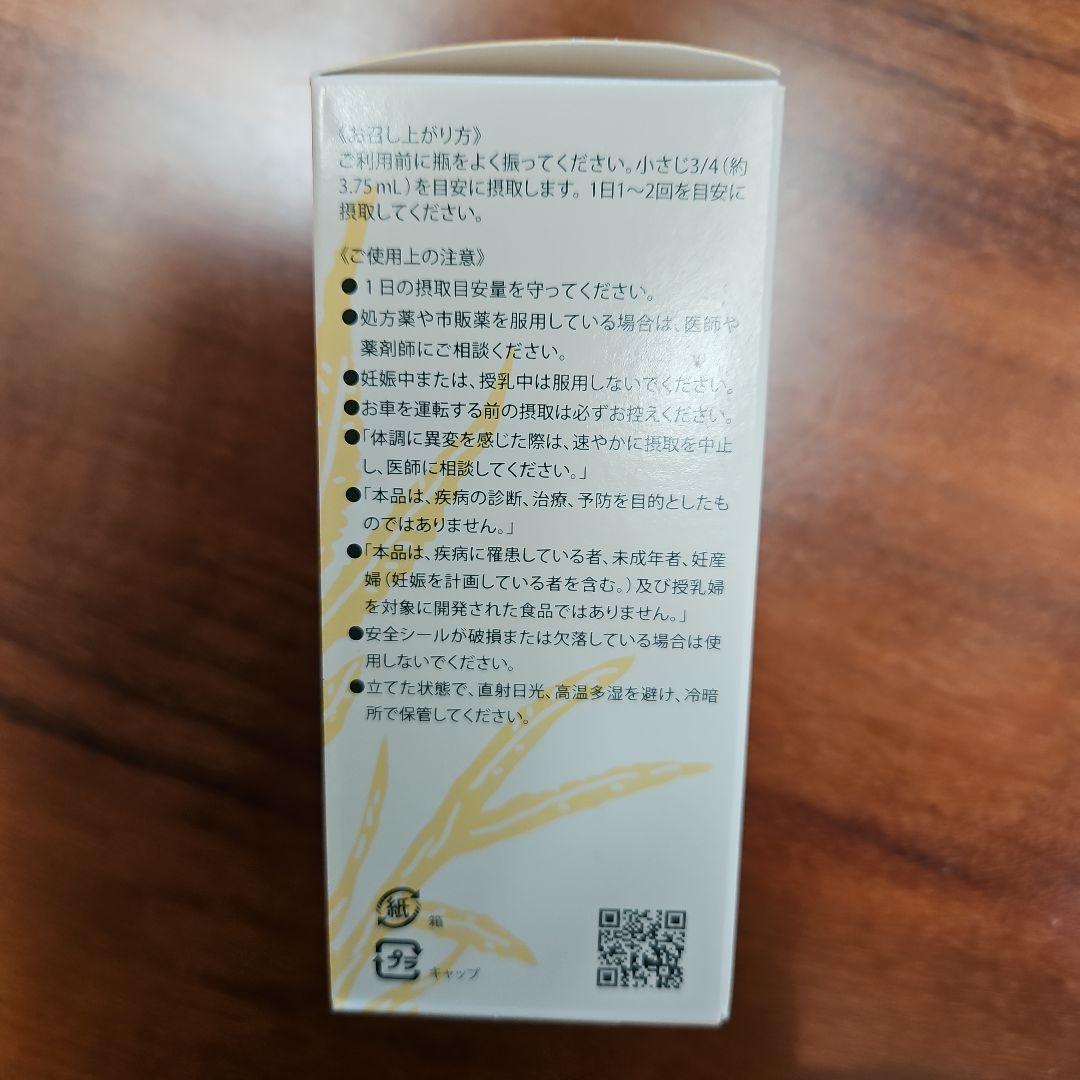 《お召し上がり方》
ご利用前に瓶をよく振ってください。小さじ3/4(約
3.75mL)を目安に摂取します。1日1〜2回を目安に
摂取してください。
《ご使用上の注意》
●1日の摂取目安量を守ってください。
●処方薬や市販薬を服用している場合は、医師や
薬剤師にご相談ください。
●妊娠中または、授乳中は服用しないでください。
●お車を運転する前の摂取は必ずお控えください。
●「体調に異変を感じた際は、速やかに摂取を中止
し、医師に相談してください。」
●「本品は、疾病の診断、治療、予防を目的としたも
のではありません。」
●「本品は、疾病に罹患している者、未成年者、妊産
婦(妊娠を計画している者を含む。)及び授乳婦
を対象に開発された食品ではありません。」
●安全シールが破損または欠落している場合は使
用しないでください。
●立てた状態で、直射日光、高温多湿を避け、冷暗
所で保管してください。
紙 箱
プラ キャップ